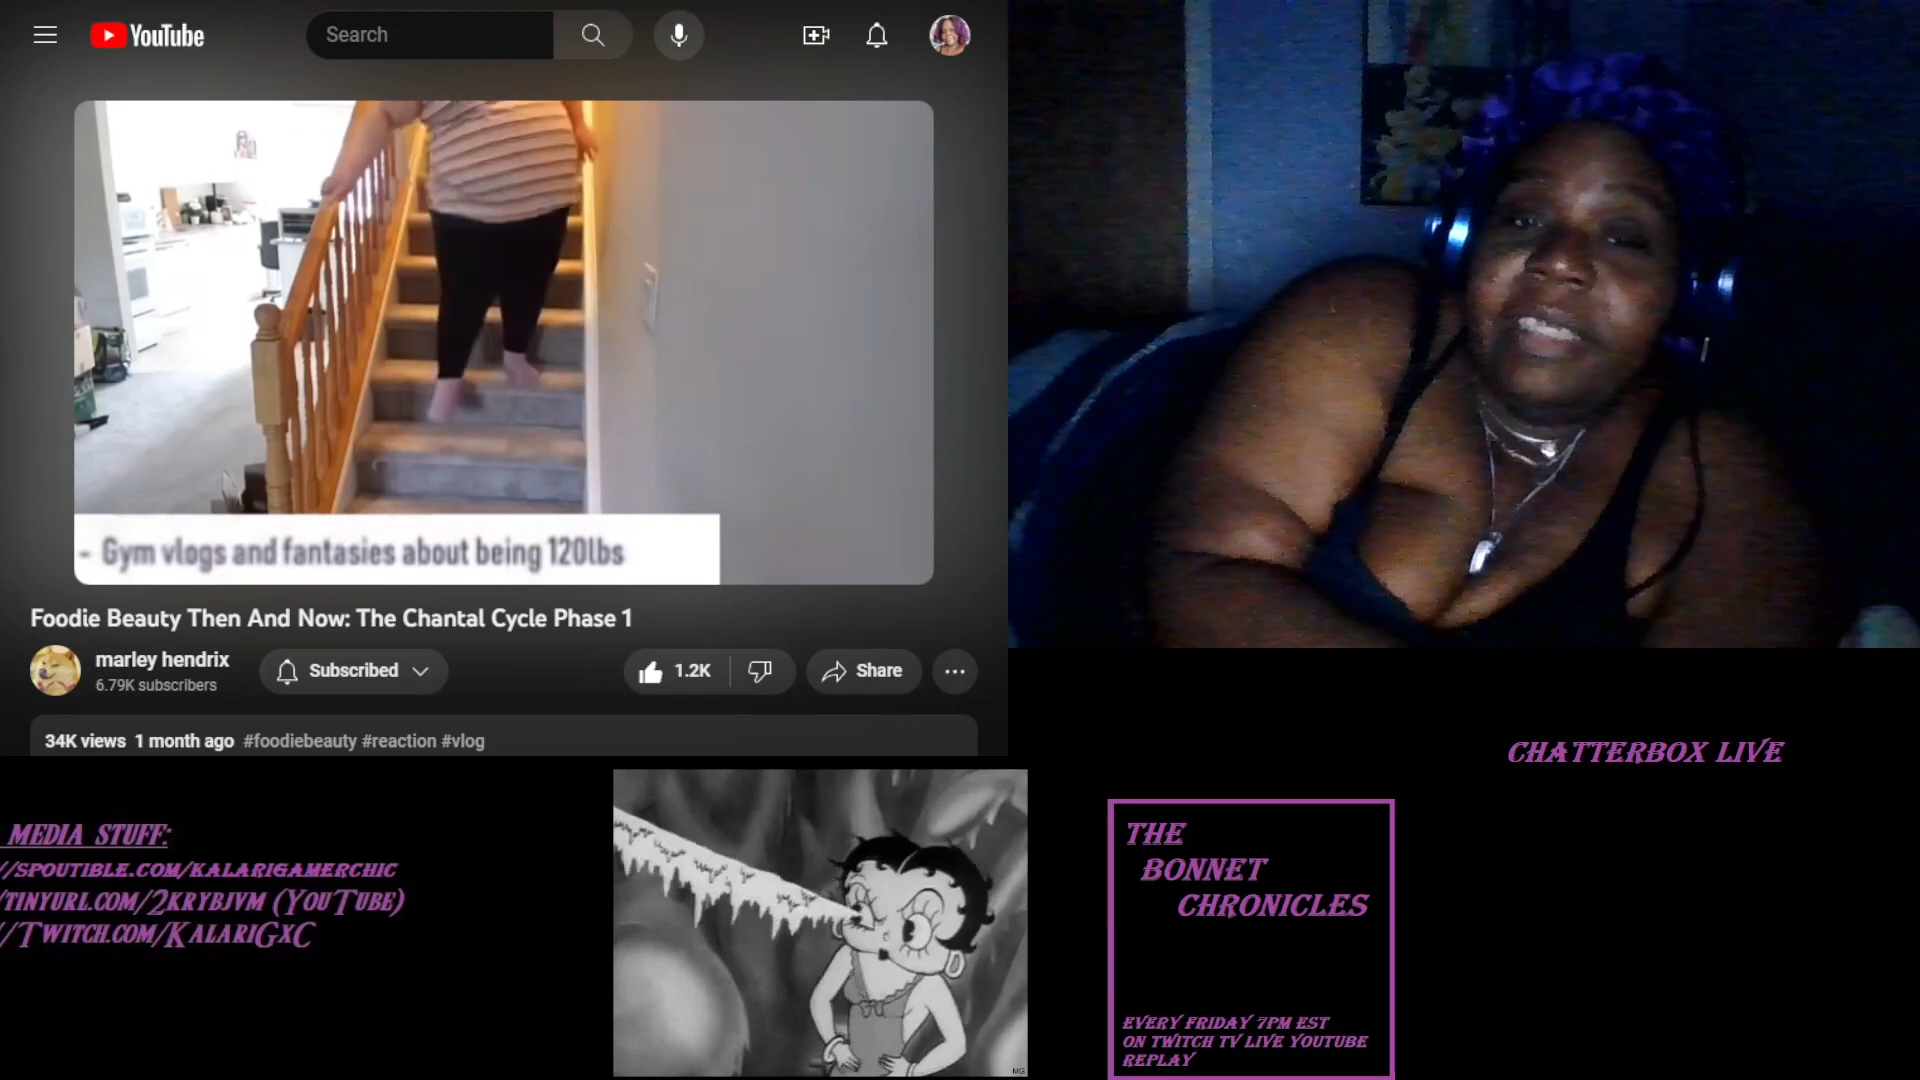 YouTube
Search
- Gym vlogs and fantasies about being 120lbs
Foodie Beauty Then And Now: The Chantal Cycle Phase 1
marley hendrix
6.79K subscribers
Subscribed
1.2K
Share
34K views 1 month ago #foodiebeauty #reaction #vlog
CHATTERBOX LIVE
MEDIA STUFF:
//SPOUTIBLE.COM/KALARIGAMERCHIC
/TINYURL.COM/2KRYBJVM (YOUTUBE)
//TWITCH.COM/KALARIGXC
THE
BONNET
CHRONICLES
EVERY FRIDAY 7PM EST
ON TWITCH TV LIVE YOUTUBE
REPLAY
MG